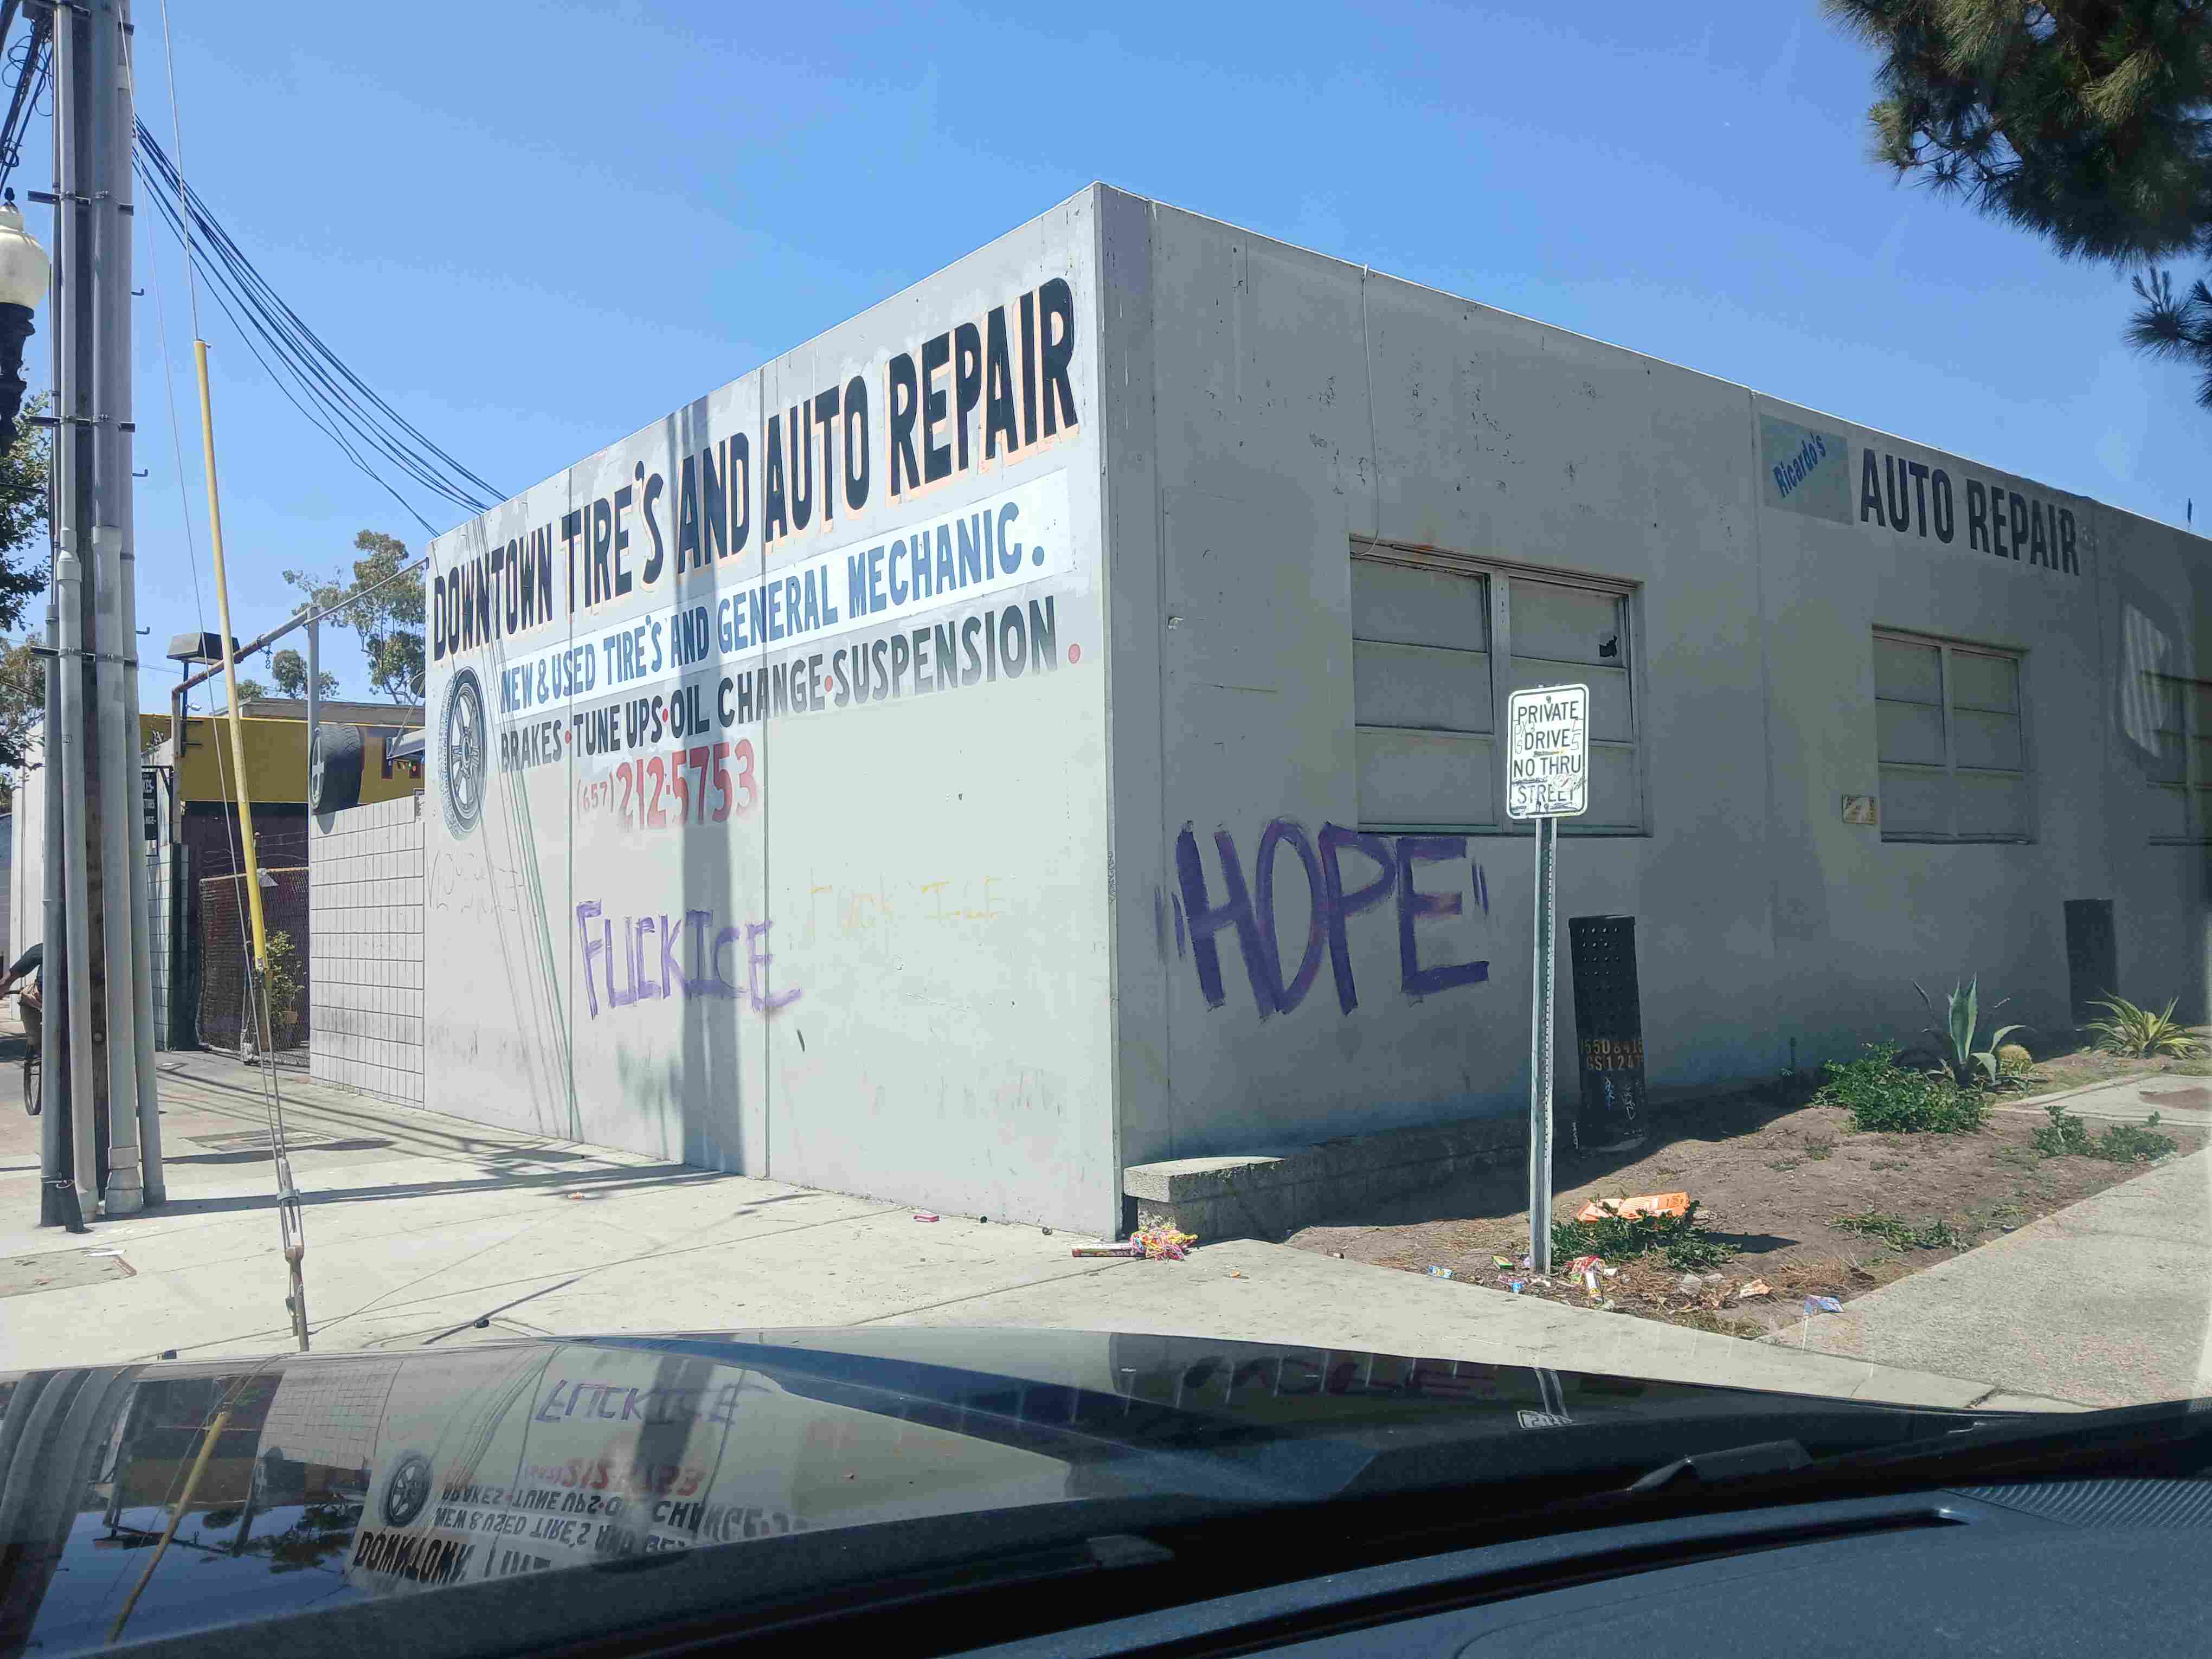 DOWNTOWN TIRE'S AND AUTO REPAIR
NEW & USED TIRE'S AND GENERAL MECHANIC.
BRAKES • TUNE UPS • OIL CHANGE • SUSPENSION.
(657) 212-5753
FUCK ICE
FUCK ICE
"HOPE"
PRIVATE
DRIVE
NO THRU
STREET
Ricardo's
AUTO REPAIR